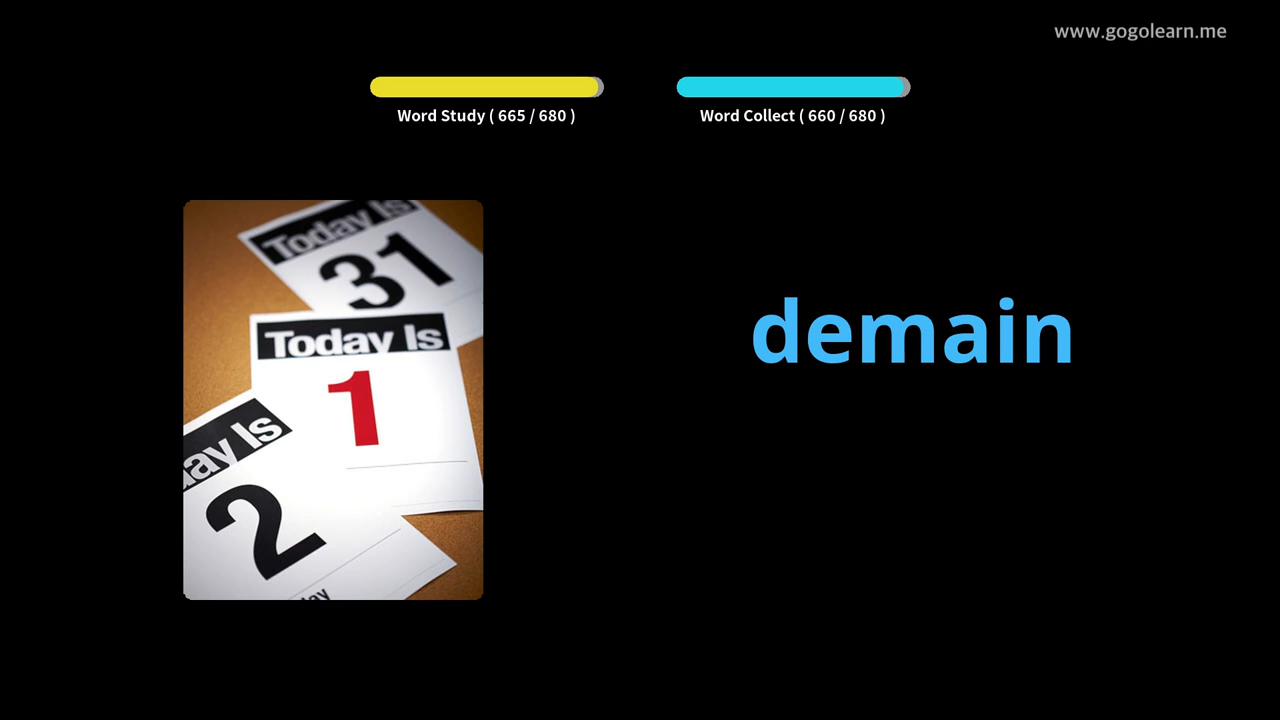 www.gogolearn.me
Word Study ( 665 / 680 )
Word Collect ( 660 / 680 )
Today Is
31
Today Is
1
demain
ay Is
2